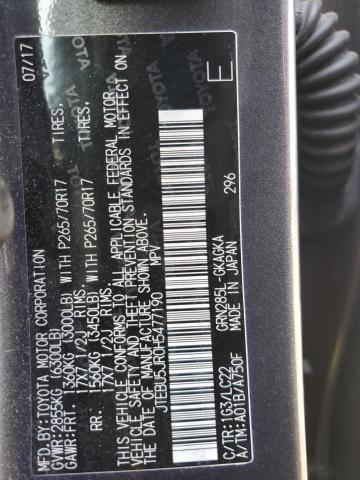 MFD.BY:TOYOTA MOTOR CORPORATION 07/17
GVWR:2855KG (6300LB)
GAWR:FRT. 1360KG (3000LB) WITH P265/70R17 TIRES,
17X7 1/2J RIMS.
RR. 1560KG (3450LB) WITH P265/70R17 TIRES,
17X7 1/2J RIMS.
THIS VEHICLE CONFORMS TO ALL APPLICABLE FEDERAL MOTOR
VEHICLE SAFETY AND THEFT PREVENTION STANDARDS IN EFFECT ON
THE DATE OF MANUFACTURE SHOWN ABOVE.
JTEBU5JR0H5477190 MPV
296
E
GRN285L-GKAGKA
C/TR:1G3/LC22 MADE IN JAPAN
A/TM:A01B/A750F
TOYOTA
TOYOTA
TOYOTA